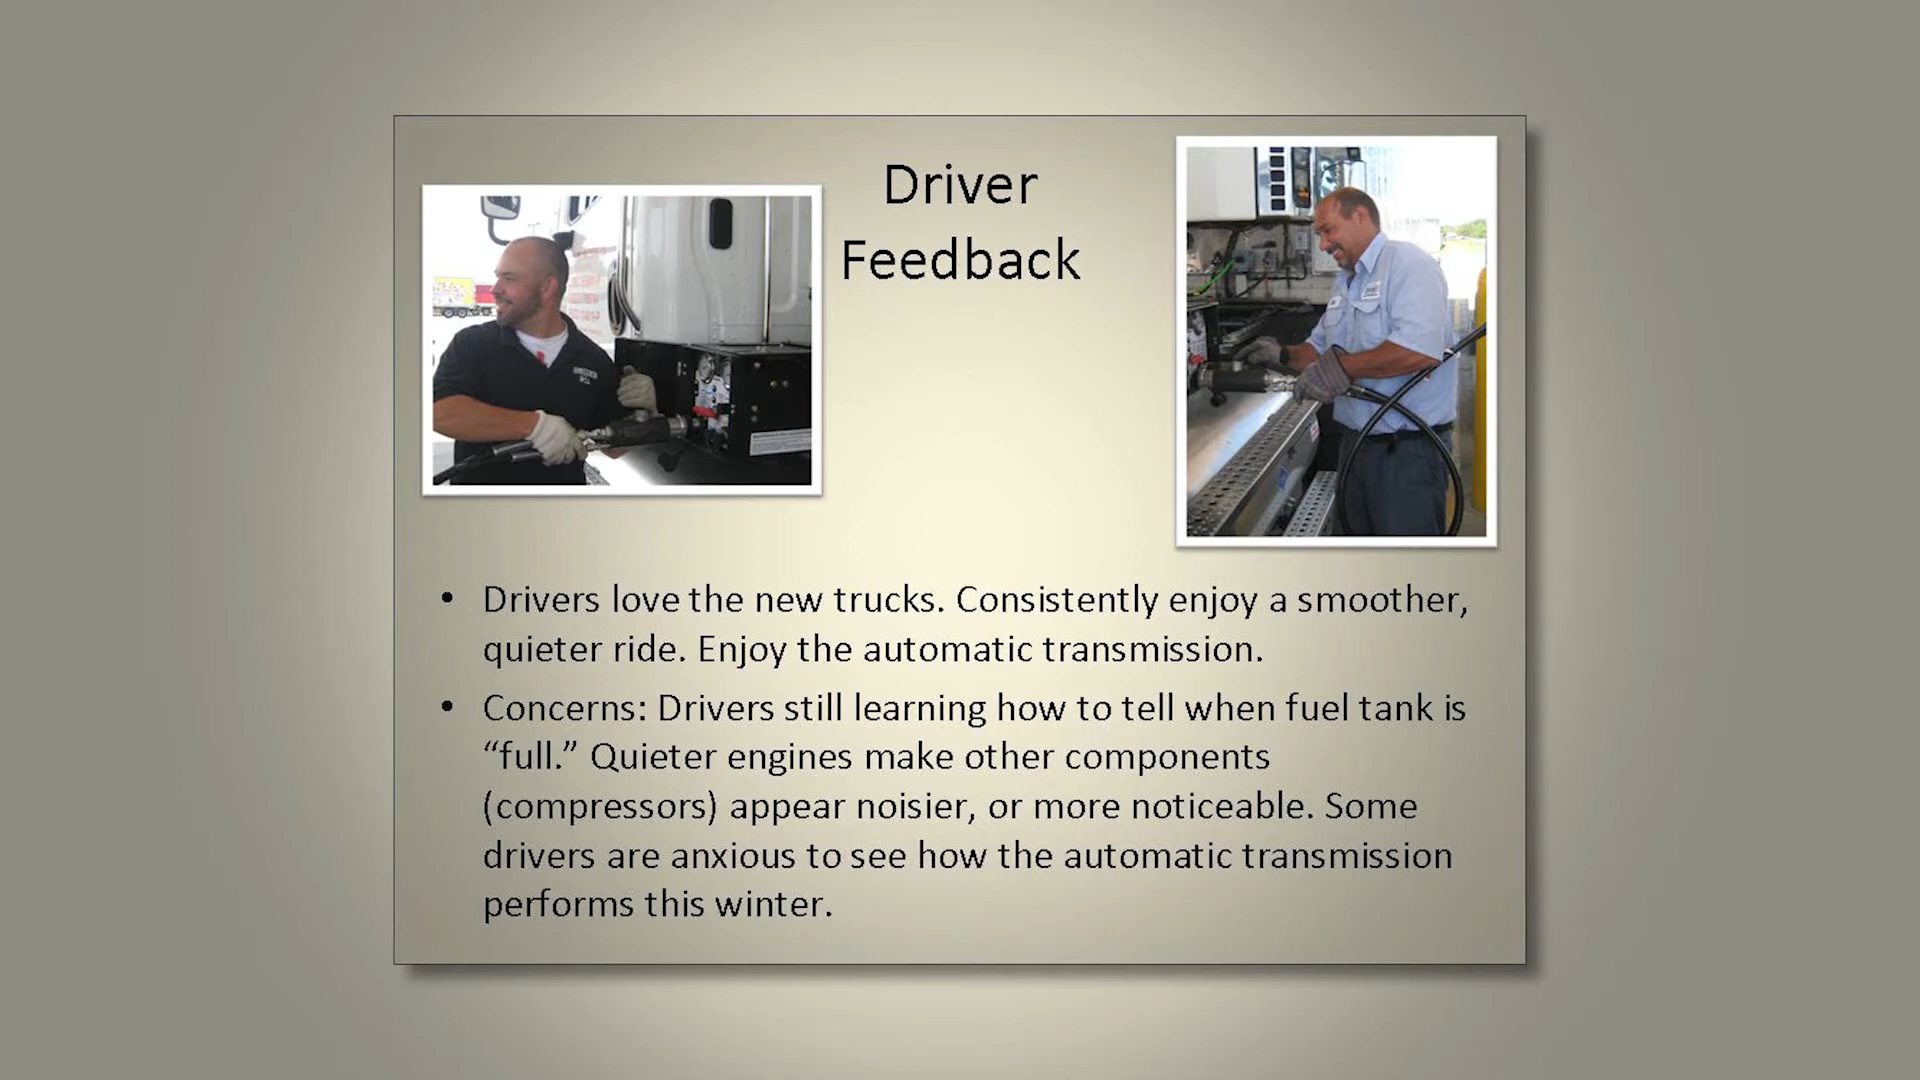 Driver
Feedback
• Drivers love the new trucks. Consistently enjoy a smoother,
quieter ride. Enjoy the automatic transmission.
• Concerns: Drivers still learning how to tell when fuel tank is
“full.” Quieter engines make other components
(compressors) appear noisier, or more noticeable. Some
drivers are anxious to see how the automatic transmission
performs this winter.